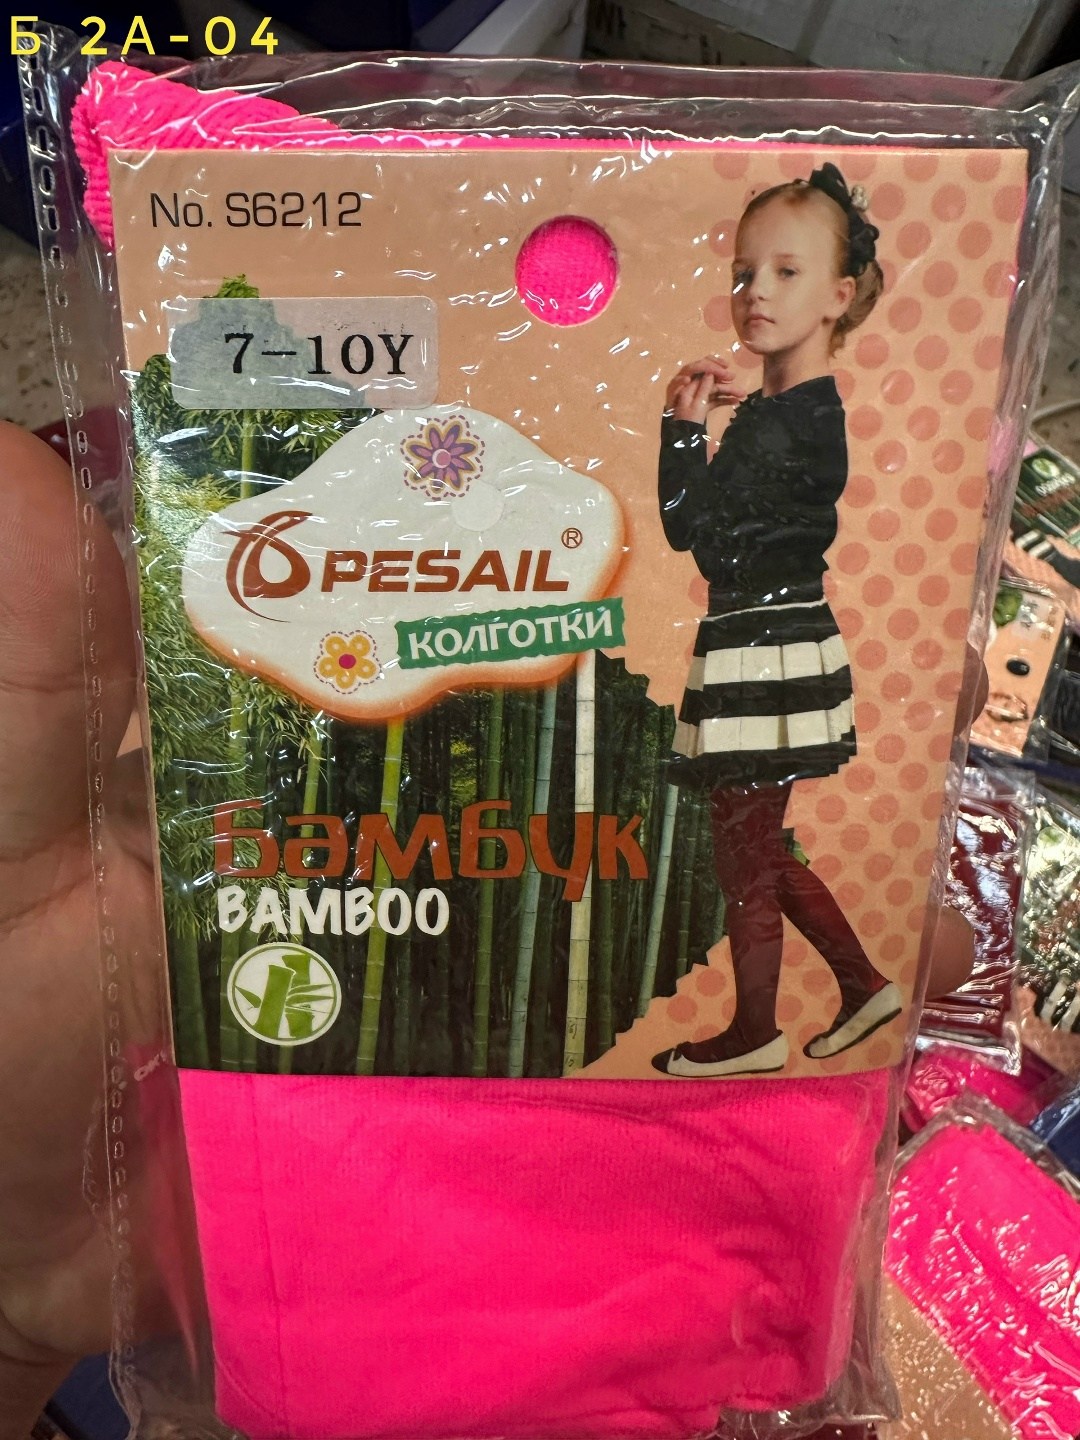 Б 2А-04
No. S6212
7-10Y
PESAIL®
КОЛГОТКИ
Бамбук
BAMBOO